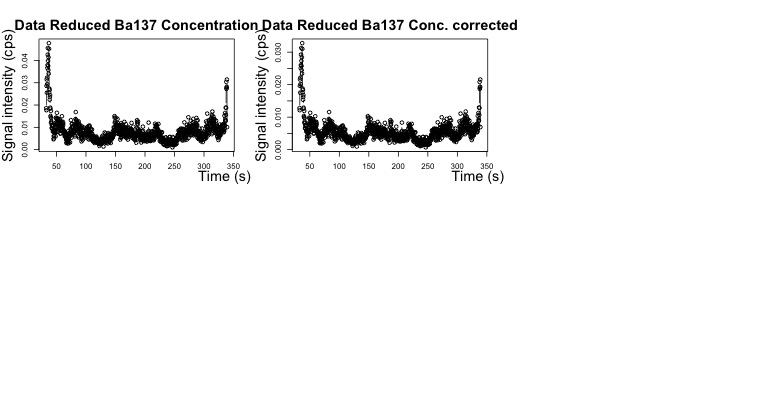 Data Reduced Ba137 Concentration
Signal intensity (cps)
0.00 0.01 0.02 0.03 0.04
50 100 150 200 250 300 350
Time (s)
Data Reduced Ba137 Conc. corrected
Signal intensity (cps)
0.000 0.010 0.020 0.030
50 100 150 200 250 300 350
Time (s)